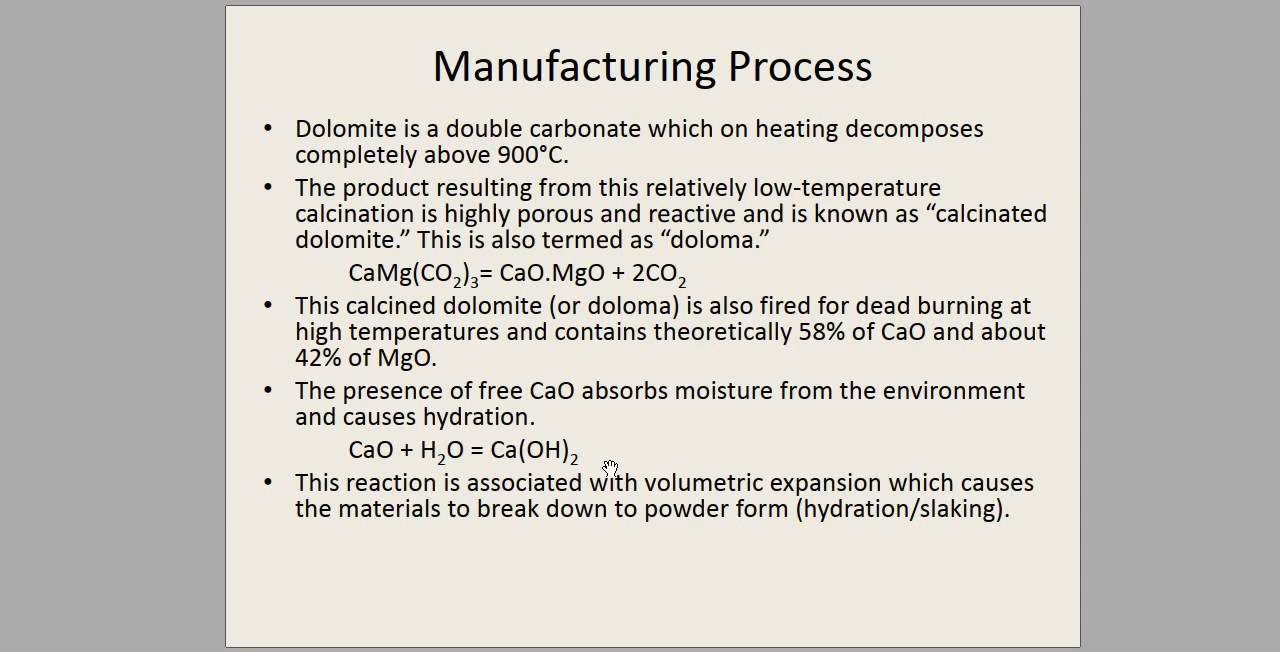 Manufacturing Process
• Dolomite is a double carbonate which on heating decomposes
completely above 900°C.
• The product resulting from this relatively low-temperature
calcination is highly porous and reactive and is known as “calcinated
dolomite.” This is also termed as “doloma.”
CaMg(CO₂)₃= CaO.MgO + 2CO₂
• This calcined dolomite (or doloma) is also fired for dead burning at
high temperatures and contains theoretically 58% of CaO and about
42% of MgO.
• The presence of free CaO absorbs moisture from the environment
and causes hydration.
CaO + H₂O = Ca(OH)₂
• This reaction is associated with volumetric expansion which causes
the materials to break down to powder form (hydration/slaking).